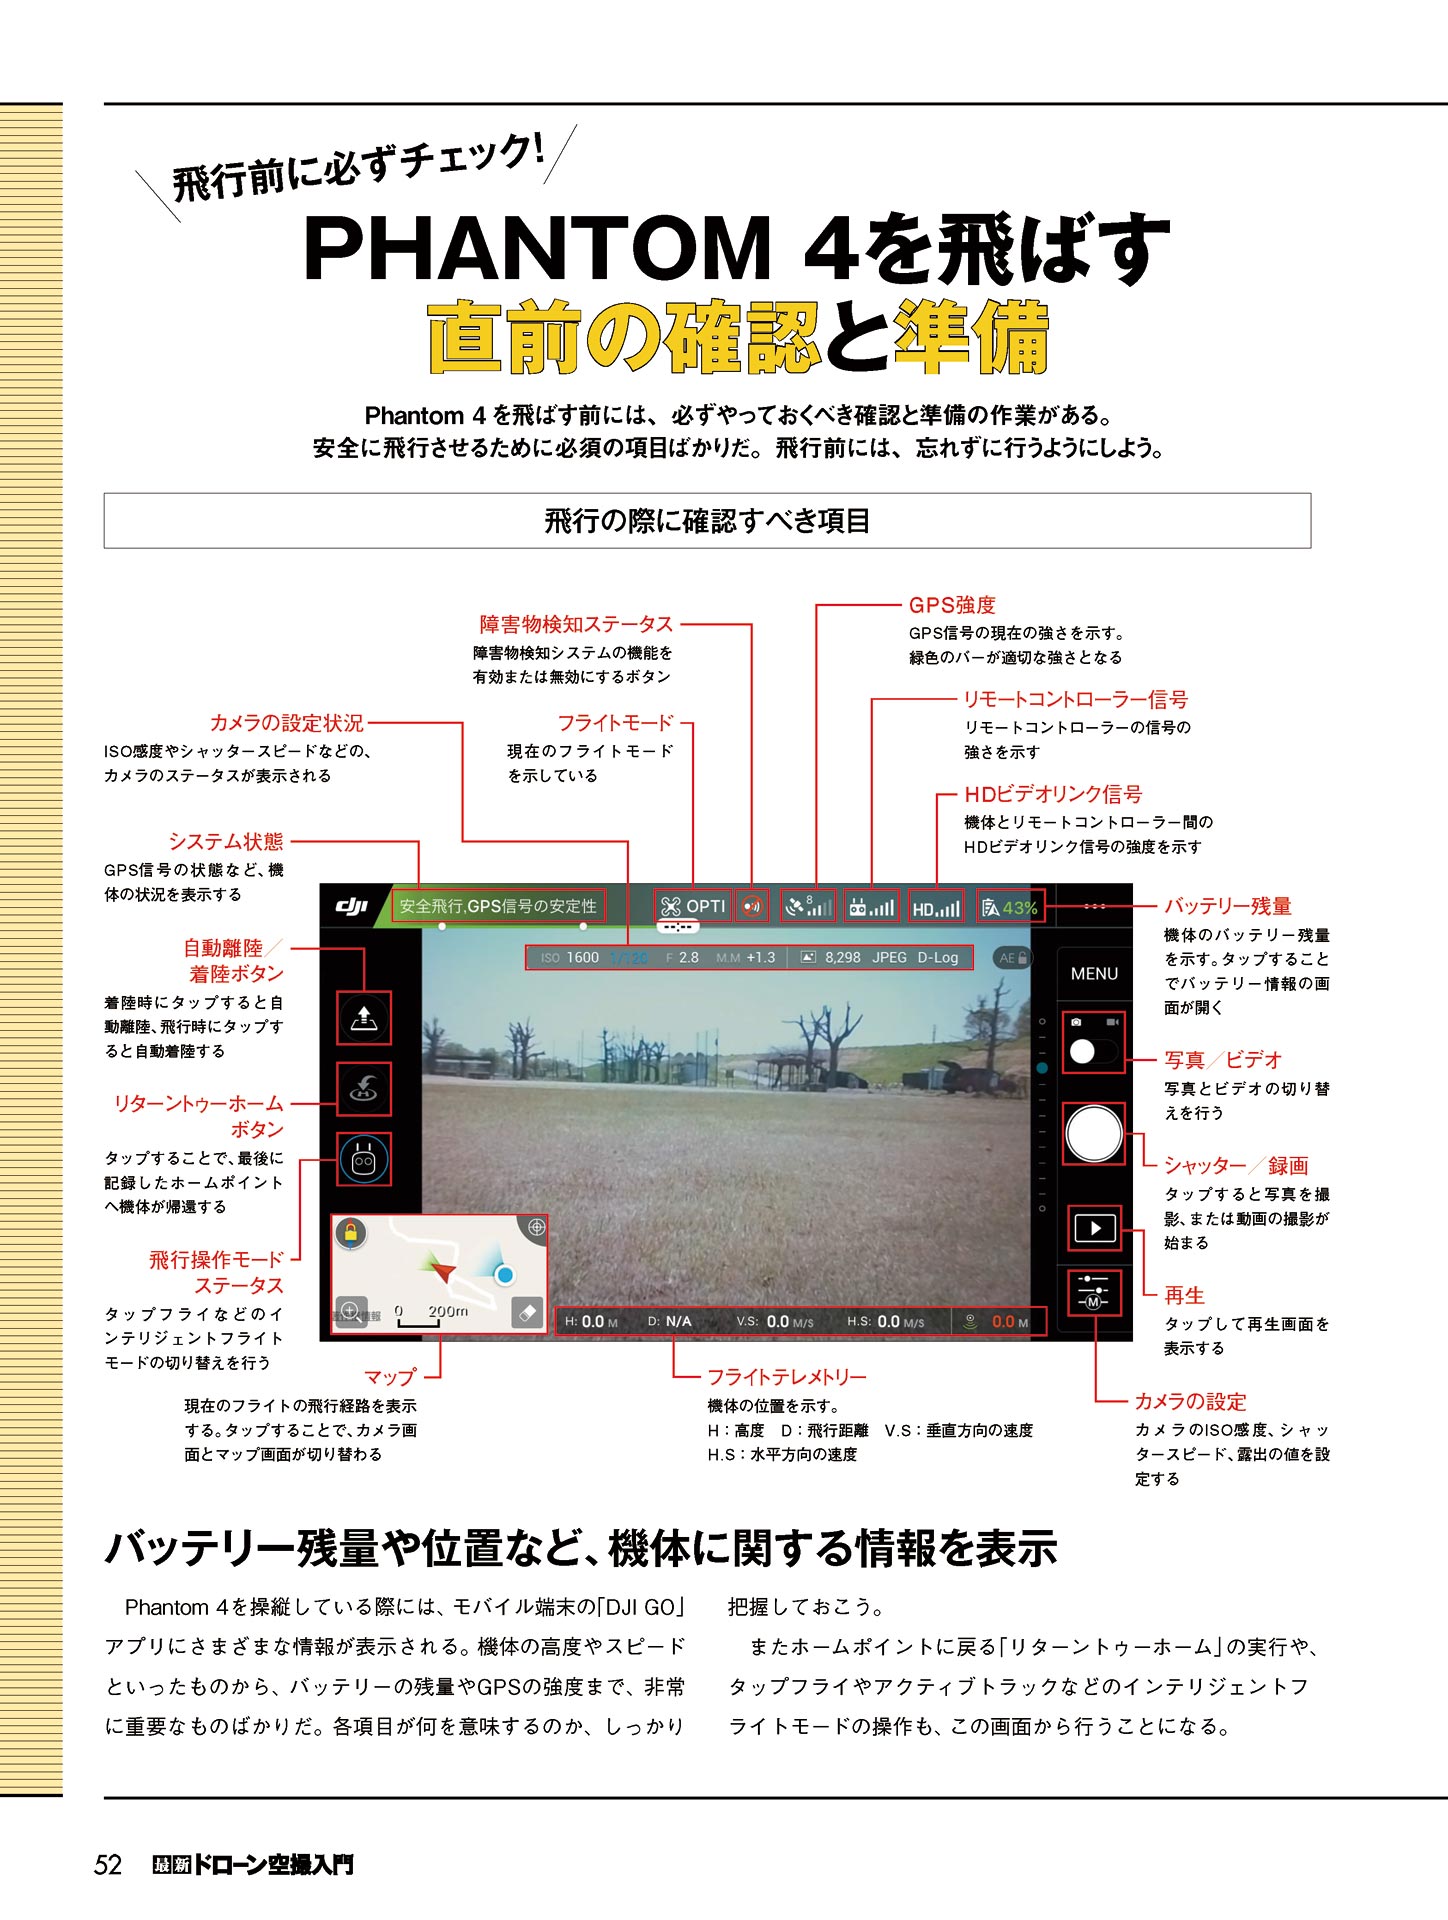 飛行前に必ずチェック!
PHANTOM 4を飛ばす
直前の確認と準備
Phantom 4 を飛ばす前には、必ずやっておくべき確認と準備の作業がある。
安全に飛行させるために必須の項目ばかりだ。飛行前には、忘れずに行うようにしよう。
飛行の際に確認すべき項目
GPS強度
GPS信号の現在の強さを示す。
緑色のバーが適切な強さとなる
障害物検知ステータス
障害物検知システムの機能を
有効または無効にするボタン
リモートコントローラー信号
リモートコントローラーの信号の
強さを示す
カメラの設定状況
ISO感度やシャッタースピードなどの、
カメラのステータスが表示される
フライトモード
現在のフライトモード
を示している
HDビデオリンク信号
機体とリモートコントローラー間の
HDビデオリンク信号の強度を示す
システム状態
GPS信号の状態など、機
体の状況を表示する
自動離陸／
着陸ボタン
着陸時にタップすると自
動離陸、飛行時にタップす
ると自動着陸する
リターントゥーホーム
ボタン
タップすることで、最後に
記録したホームポイント
へ機体が帰還する
飛行操作モード
ステータス
タップフライなどのイ
ンテリジェントフライト
モードの切り替えを行う
dji
安全飛行,GPS信号の安定性
OPTI
8
HD
43%
ISO 1600 1/120 F 2.8 M.M +1.3 8,298 JPEG D-Log
AE
MENU
0 200m
H: 0.0 M D: N/A V.S: 0.0 M/S H.S: 0.0 M/S 0.0 M
M
バッテリー残量
機体のバッテリー残量
を示す。タップすること
でバッテリー情報の画
面が開く
写真／ビデオ
写真とビデオの切り替
えを行う
シャッター／録画
タップすると写真を撮
影、または動画の撮影が
始まる
再生
タップして再生画面を
表示する
カメラの設定
カメラのISO感度、シャッ
タースピード、露出の値を設
定する
マップ
現在のフライトの飛行経路を表示
する。タップすることで、カメラ画
面とマップ画面が切り替わる
フライトテレメトリー
機体の位置を示す。
H：高度　D：飛行距離　V.S：垂直方向の速度
H.S：水平方向の速度
バッテリー残量や位置など、機体に関する情報を表示
Phantom 4を操縦している際には、モバイル端末の「DJI GO」
アプリにさまざまな情報が表示される。機体の高度やスピード
といったものから、バッテリーの残量やGPSの強度まで、非常
に重要なものばかりだ。各項目が何を意味するのか、しっかり
把握しておこう。
またホームポイントに戻る「リターントゥーホーム」の実行や、
タップフライやアクティブトラックなどのインテリジェントフ
ライトモードの操作も、この画面から行うことになる。
52 最新ドローン空撮入門